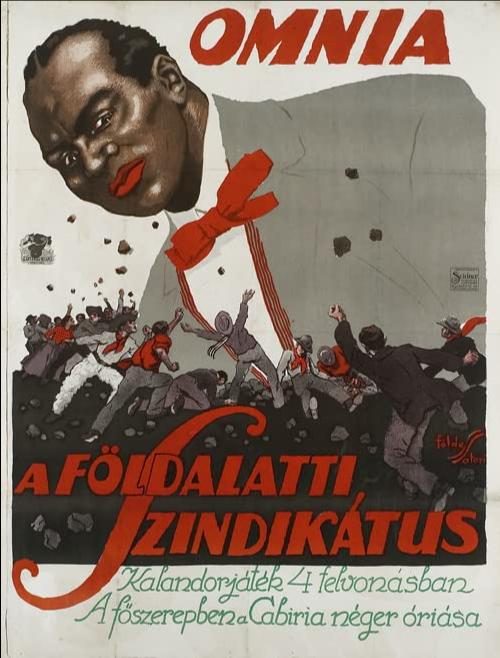 OMNIA
A FÖLDALATTI
SZINDIKÁTUS
Kalandorjáték 4 felvonásban
A főszerepben a Cabiria néger óriása